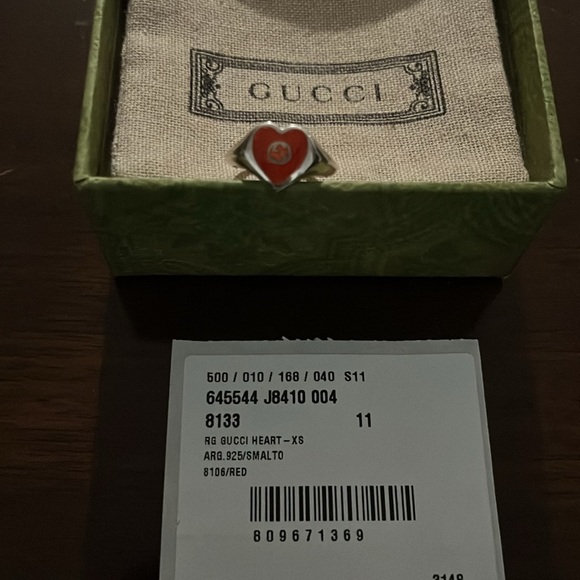 GUCCI
500 / 010 / 168 / 040 S11
645544 J8410 004
8133 11
RG GUCCI HEART-XS
ARG.925/SMALTO
8106/RED
809671369
3148